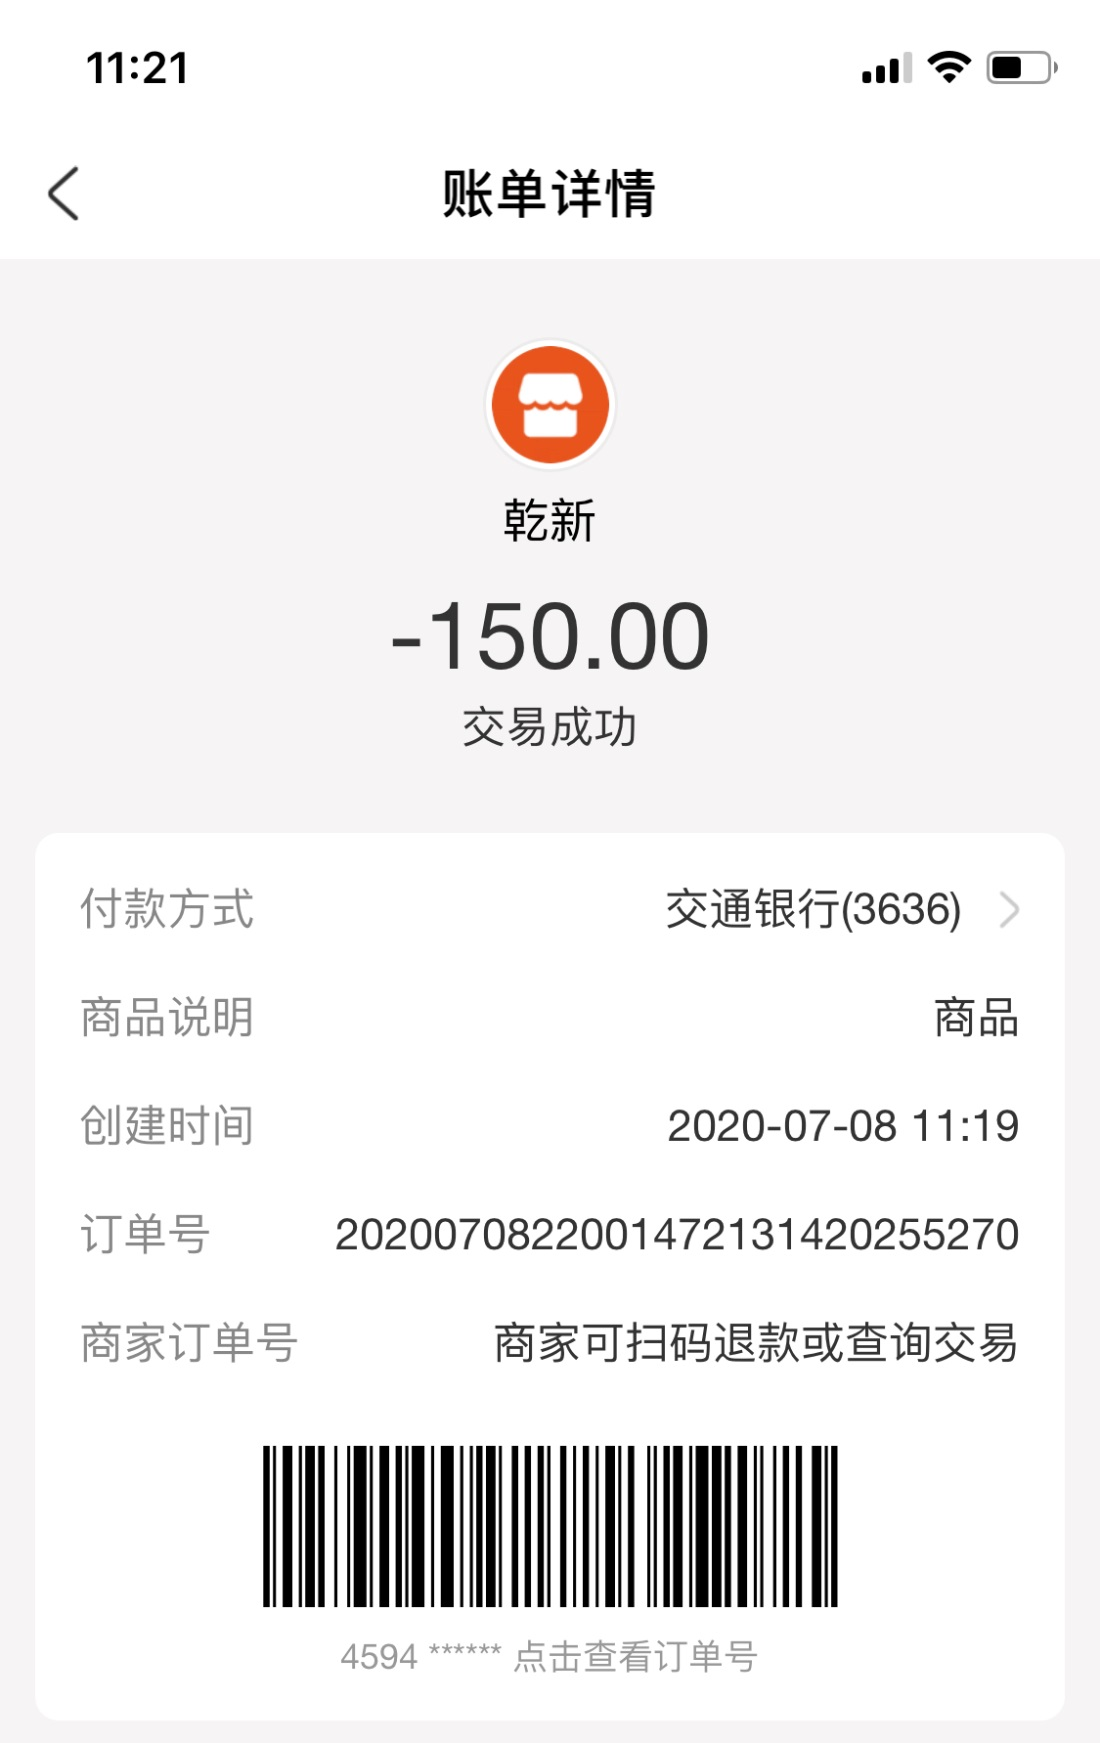 11:21
账单详情
乾新
-150.00
交易成功
付款方式 交通银行(3636)
商品说明 商品
创建时间 2020-07-08 11:19
订单号 2020070822001472131420255270
商家订单号 商家可扫码退款或查询交易
4594 ****** 点击查看订单号